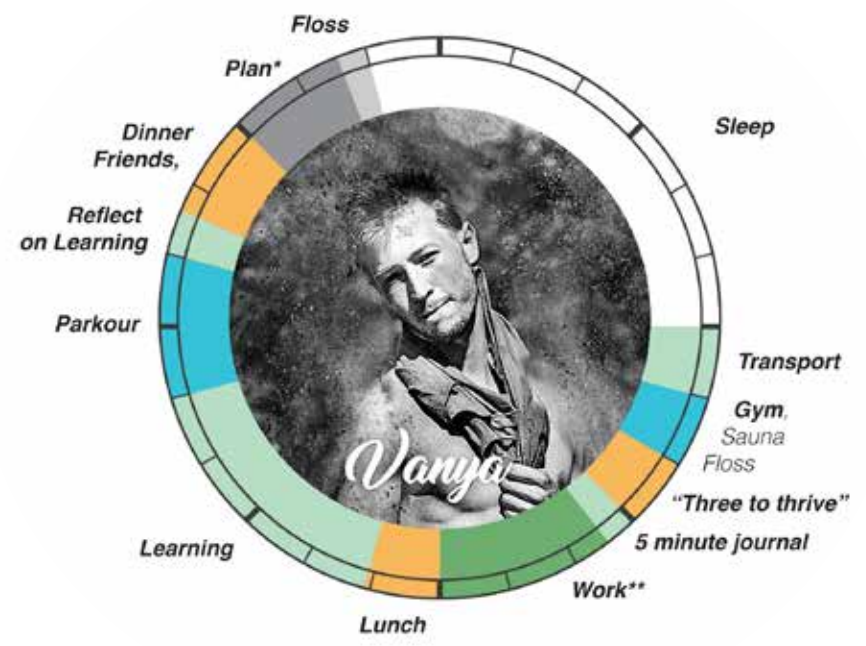 Floss
Plan*
Sleep
Dinner
Friends,
Reflect
on Learning
Parkour
Transport
Gym,
Sauna
Floss
"Three to thrive"
5 minute journal
Work**
Learning
Lunch
Vanya